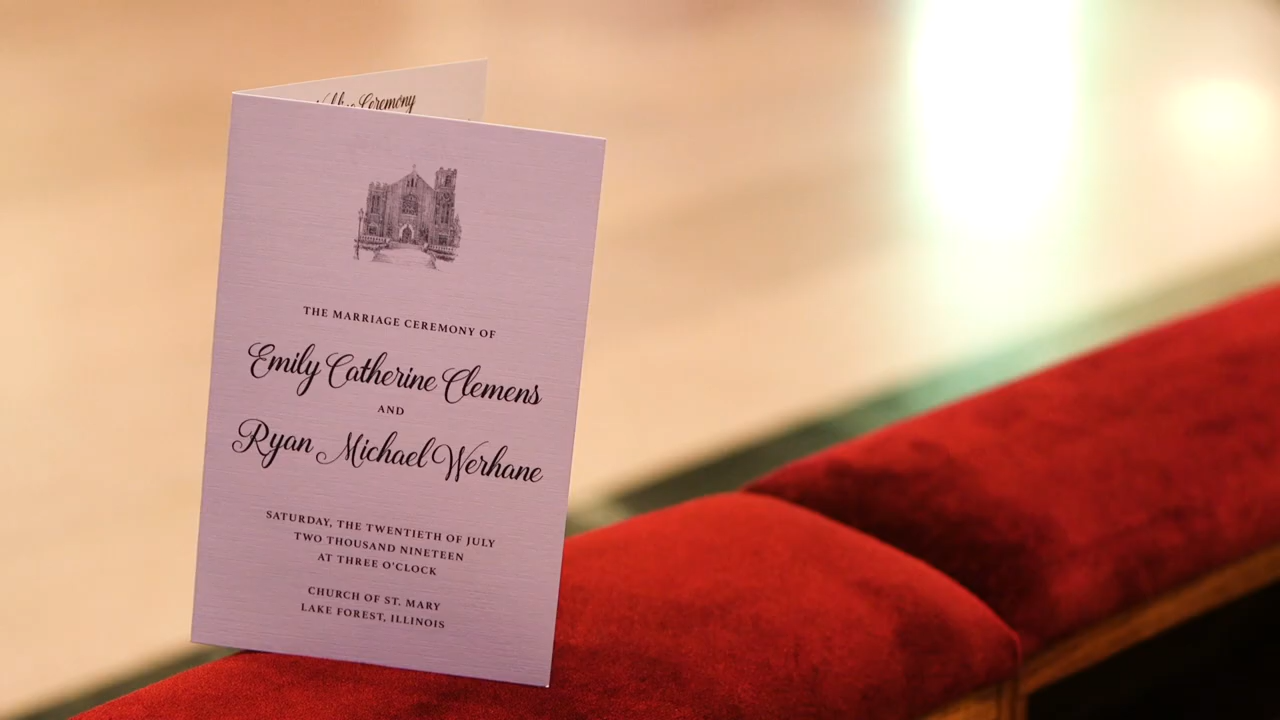 Ceremony
THE MARRIAGE CEREMONY OF
Emily Catherine Clemens
AND
Ryan Michael Werhane
SATURDAY, THE TWENTIETH OF JULY
TWO THOUSAND NINETEEN
AT THREE O'CLOCK
CHURCH OF ST. MARY
LAKE FOREST, ILLINOIS